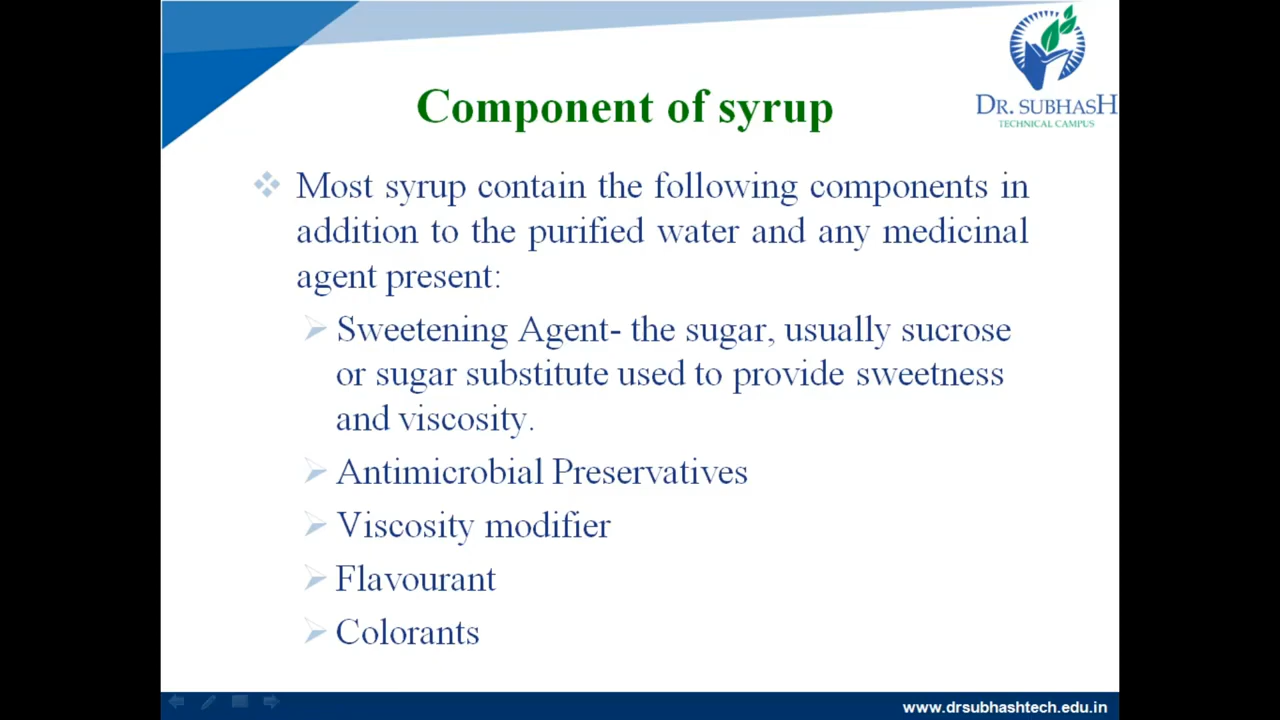 DR. SUBHASH
TECHNICAL CAMPUS
Component of syrup
Most syrup contain the following components in
addition to the purified water and any medicinal
agent present:
Sweetening Agent- the sugar, usually sucrose
or sugar substitute used to provide sweetness
and viscosity.
Antimicrobial Preservatives
Viscosity modifier
Flavourant
Colorants
www.drsubhashtech.edu.in